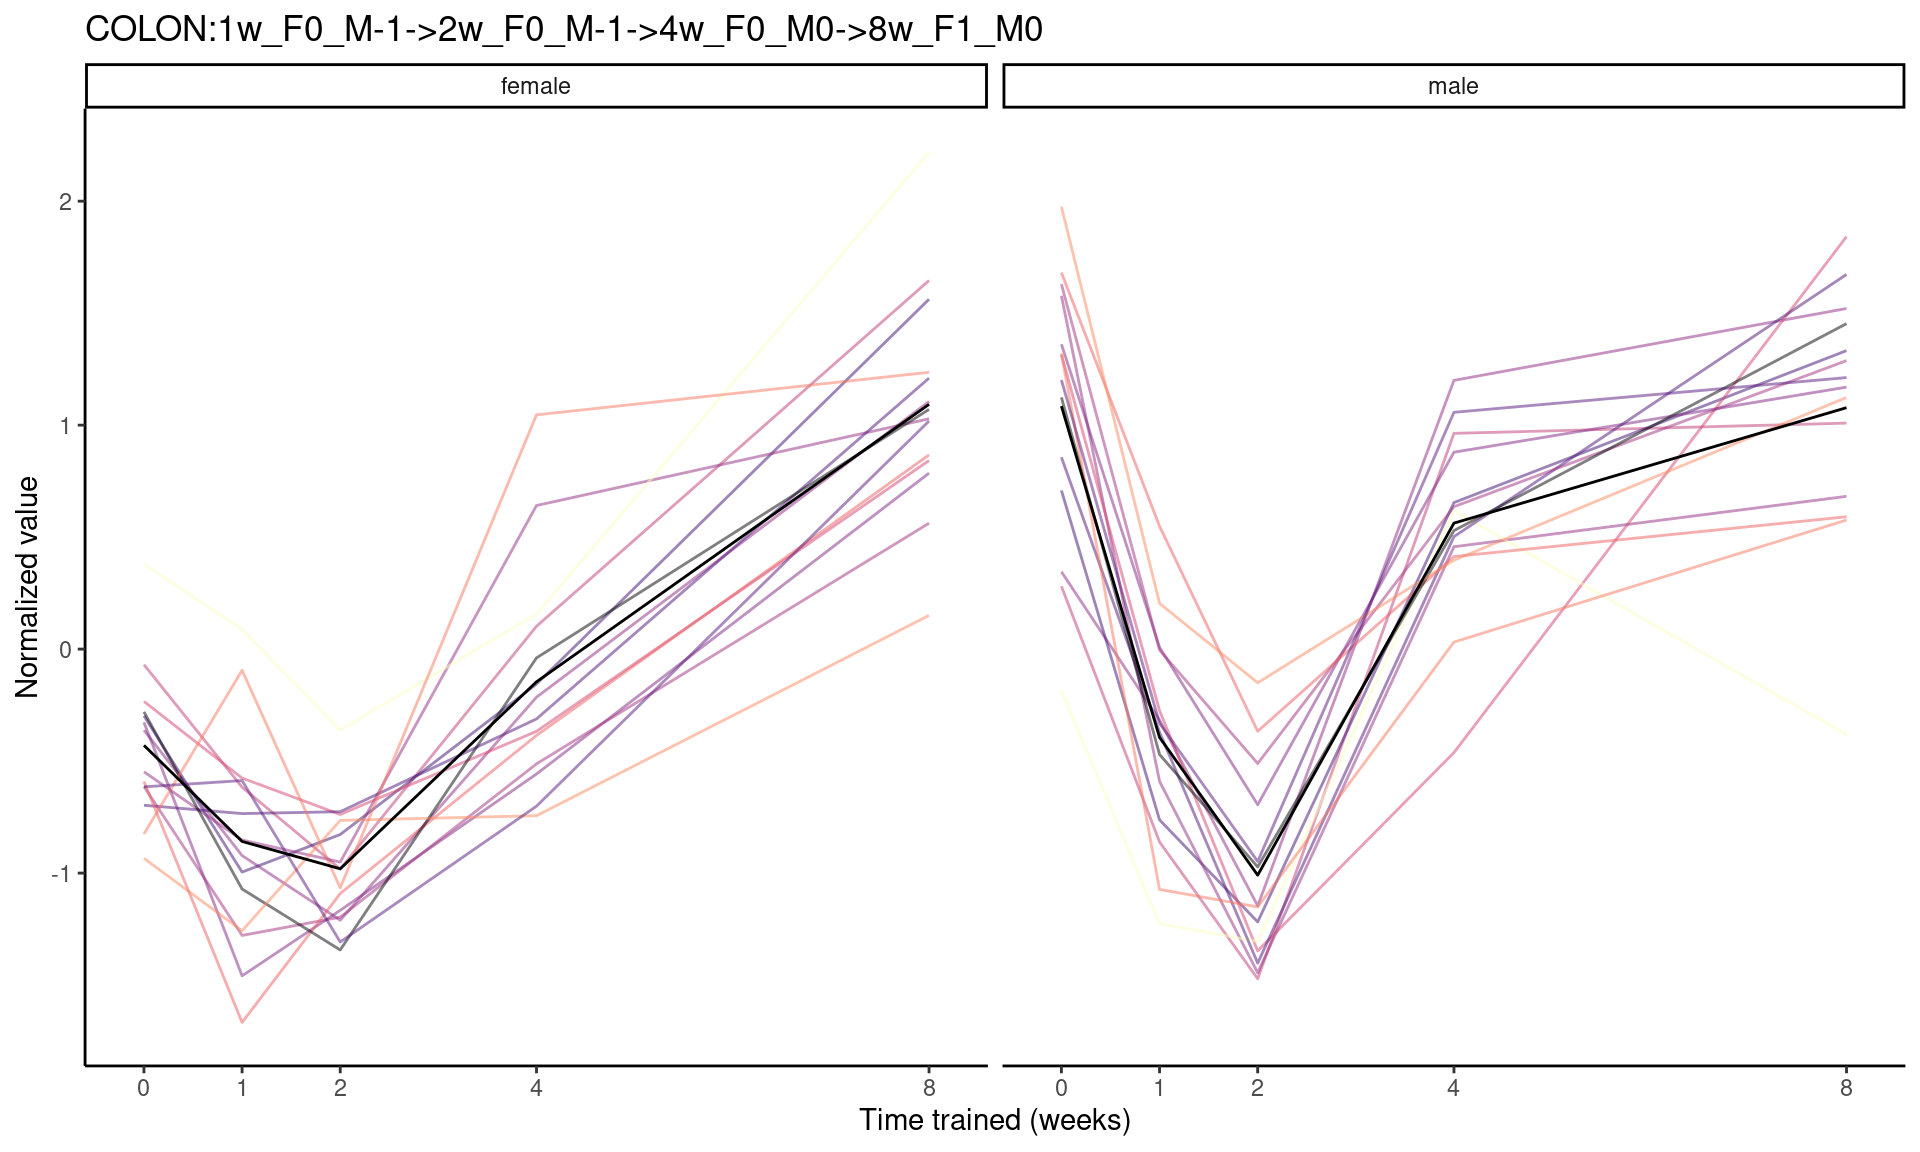 COLON:1w_F0_M-1->2w_F0_M-1->4w_F0_M0->8w_F1_M0
female
male
Normalized value
2
1
0
-1
0 1 2 4 8
0 1 2 4 8
Time trained (weeks)